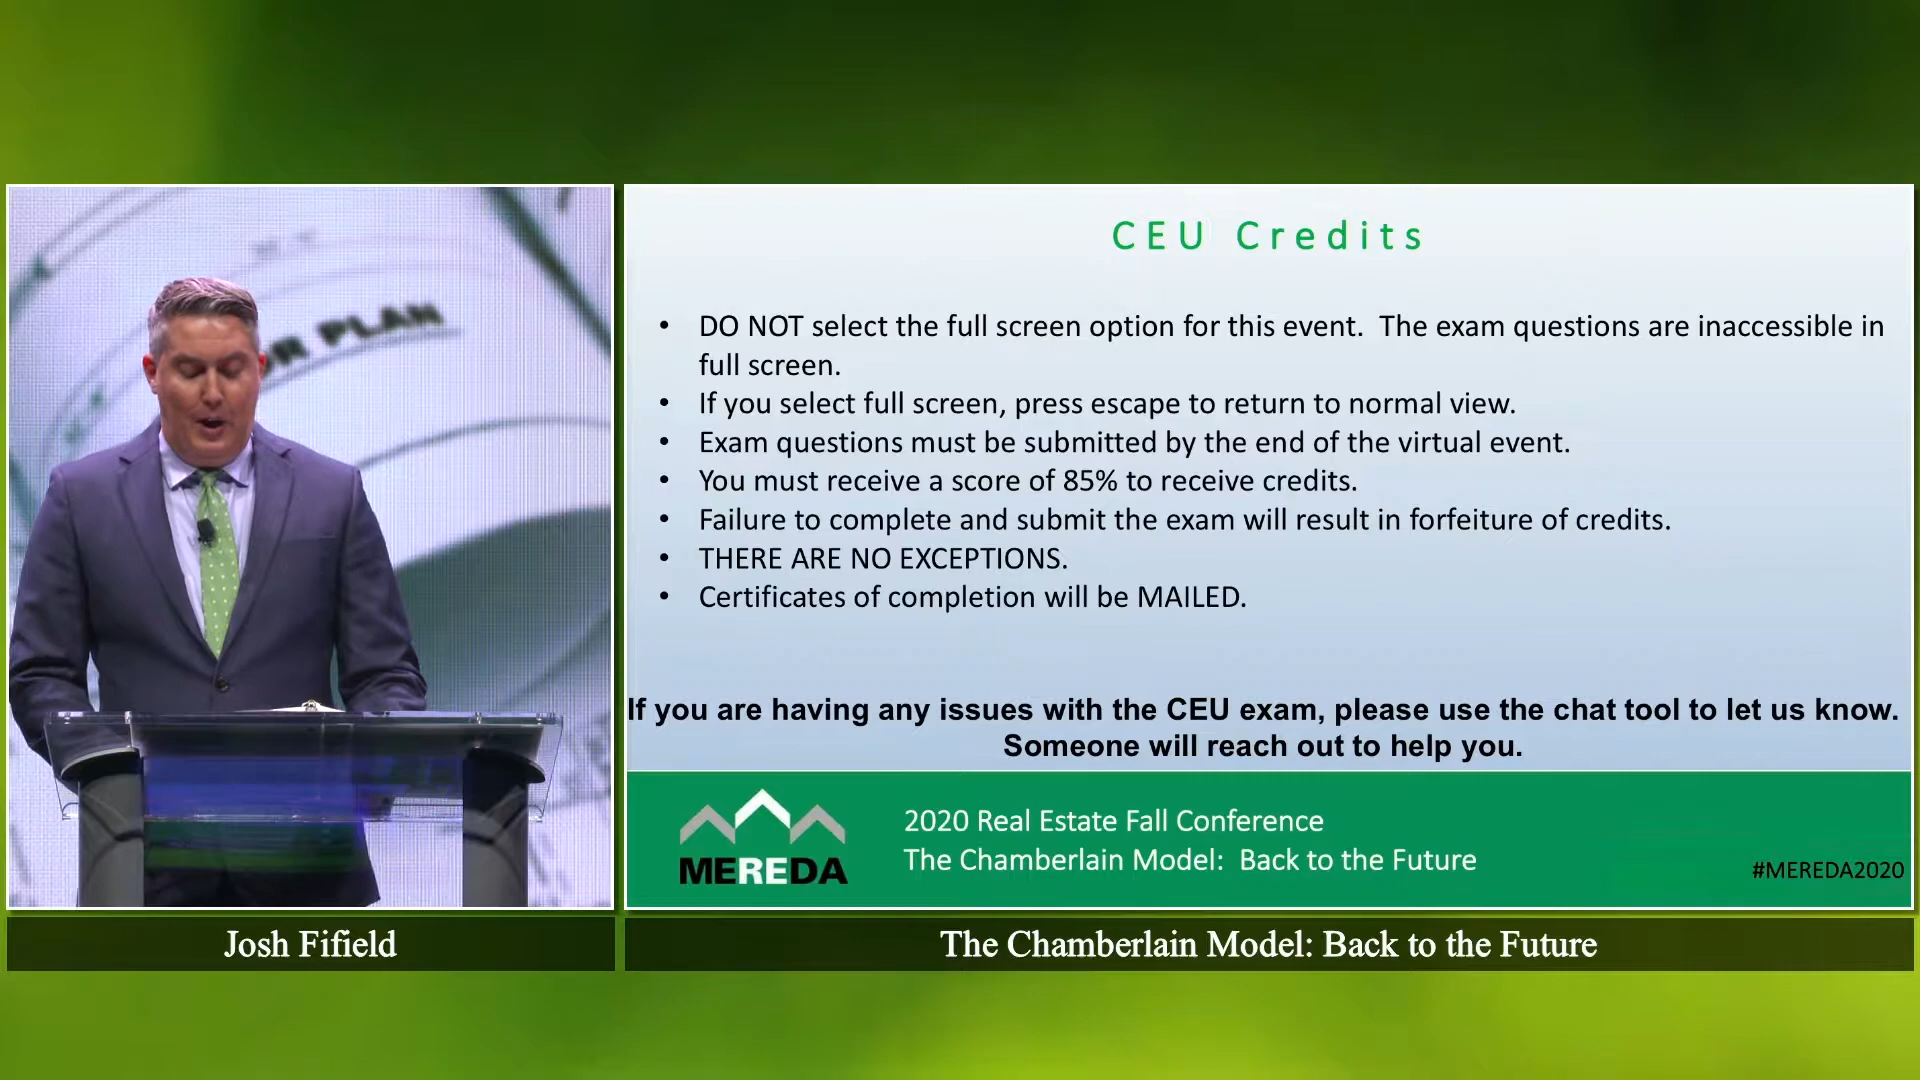 OR PLAN
CEU Credits
• DO NOT select the full screen option for this event.  The exam questions are inaccessible in
full screen.
• If you select full screen, press escape to return to normal view.
• Exam questions must be submitted by the end of the virtual event.
• You must receive a score of 85% to receive credits.
• Failure to complete and submit the exam will result in forfeiture of credits.
• THERE ARE NO EXCEPTIONS.
• Certificates of completion will be MAILED.
If you are having any issues with the CEU exam, please use the chat tool to let us know.
Someone will reach out to help you.
MEREDA
2020 Real Estate Fall Conference
The Chamberlain Model:  Back to the Future
#MEREDA2020
Josh Fifield
The Chamberlain Model: Back to the Future